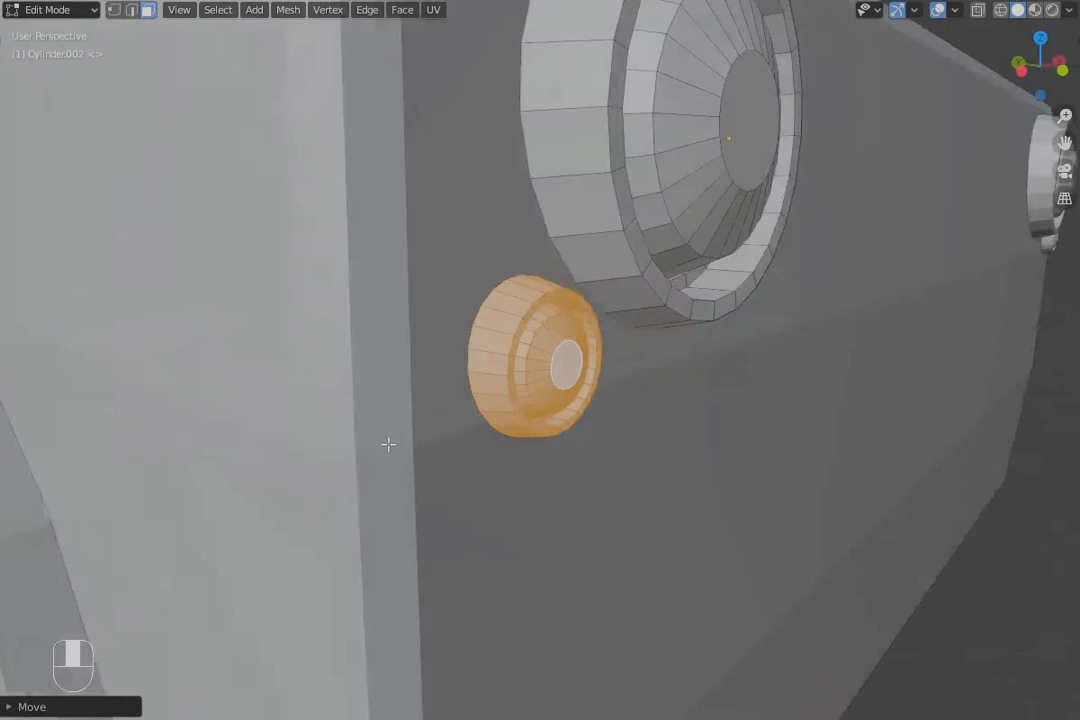 Edit Mode View Select Add Mesh Vertex Edge Face UV
User Perspective
(1) Cylinder.002 <>
Z
Y
Move